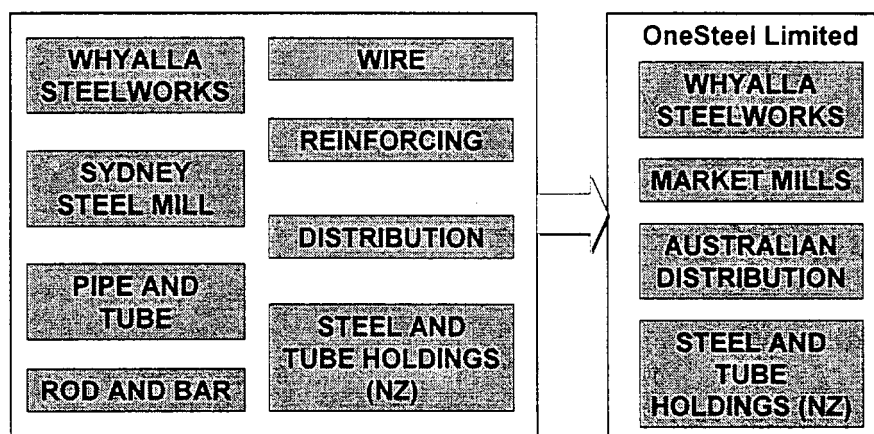 WHYALLA
STEELWORKS
SYDNEY
STEEL MILL
PIPE AND
TUBE
ROD AND BAR
WIRE
REINFORCING
DISTRIBUTION
STEEL AND
TUBE HOLDINGS
(NZ)
OneSteel Limited
WHYALLA
STEELWORKS
MARKET MILLS
AUSTRALIAN
DISTRIBUTION
STEEL AND
TUBE
HOLDINGS (NZ)